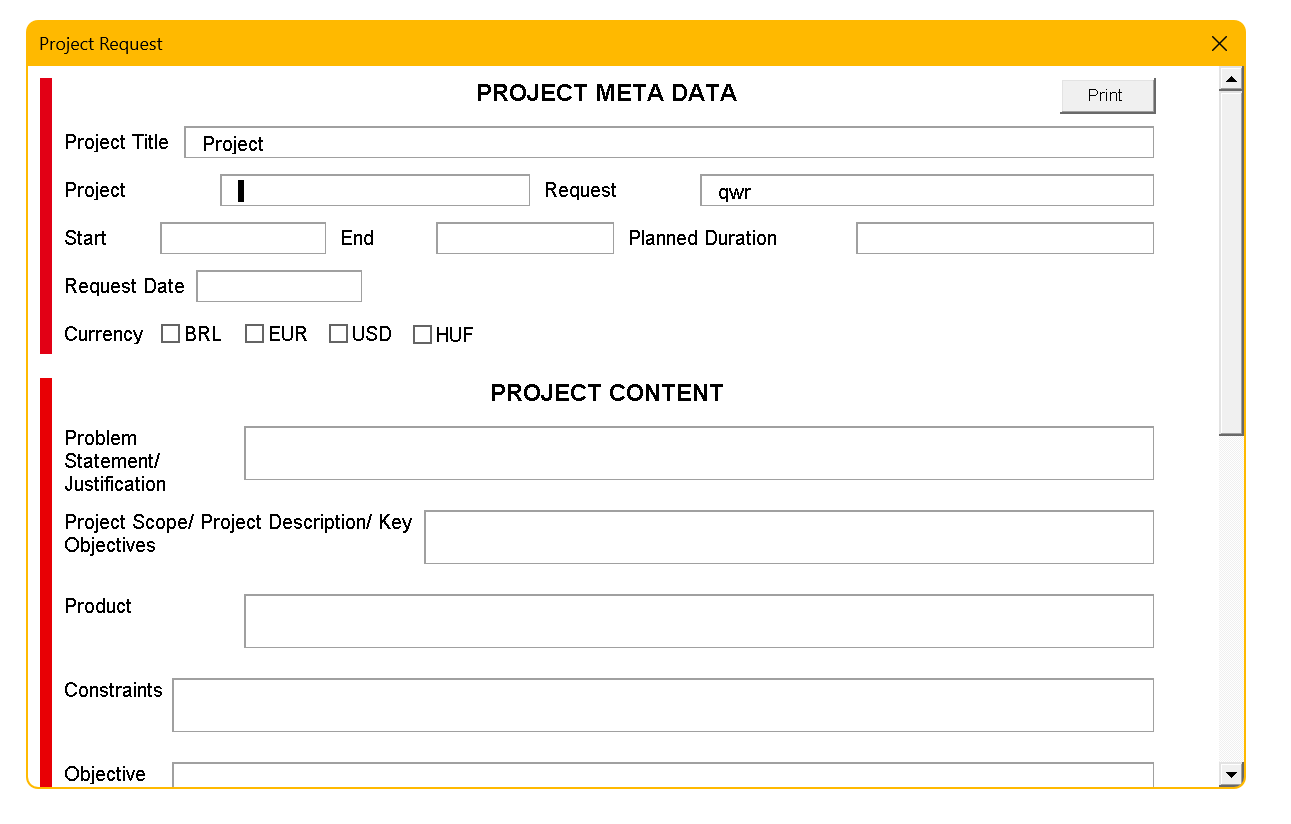 Project Request
PROJECT META DATA
Print
Project Title Project
Project Request qwr
Start End Planned Duration
Request Date
Currency BRL EUR USD HUF
PROJECT CONTENT
Problem
Statement/
Justification
Project Scope/ Project Description/ Key
Objectives
Product
Constraints
Objective